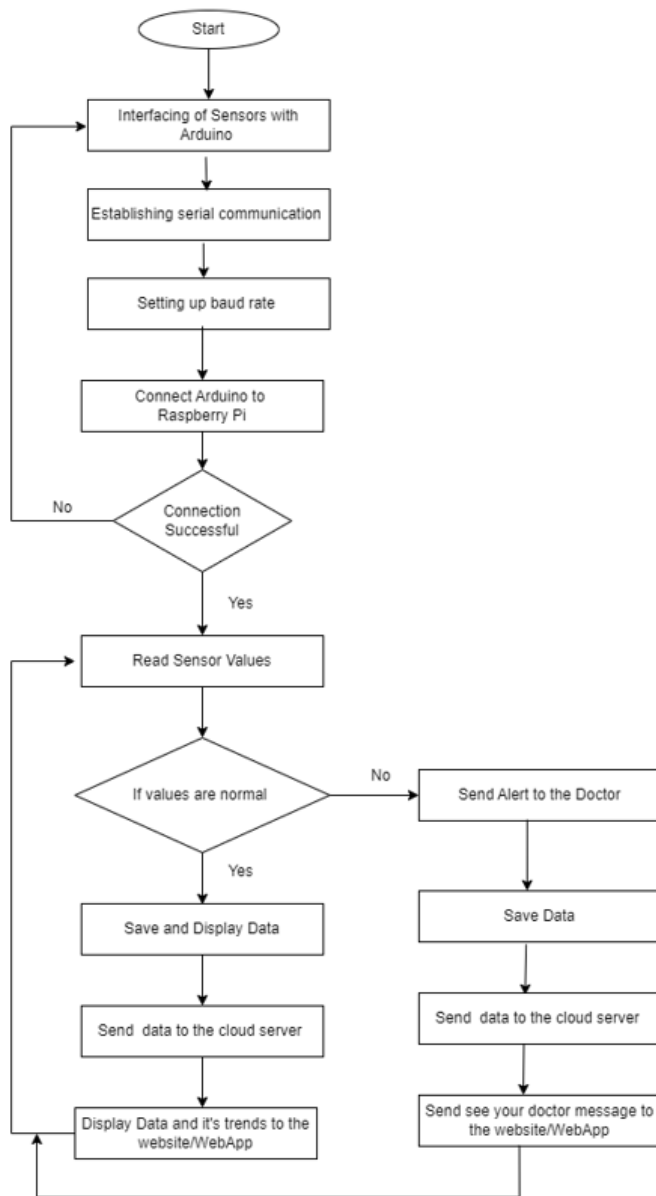 Start
Interfacing of Sensors with
Arduino
Establishing serial communication
Setting up baud rate
Connect Arduino to
Raspberry Pi
Connection
Successful
No
Yes
Read Sensor Values
If values are normal
No
Send Alert to the Doctor
Yes
Save and Display Data
Save Data
Send  data to the cloud server
Send  data to the cloud server
Display Data and it's trends to the
website/WebApp
Send see your doctor message to
the website/WebApp